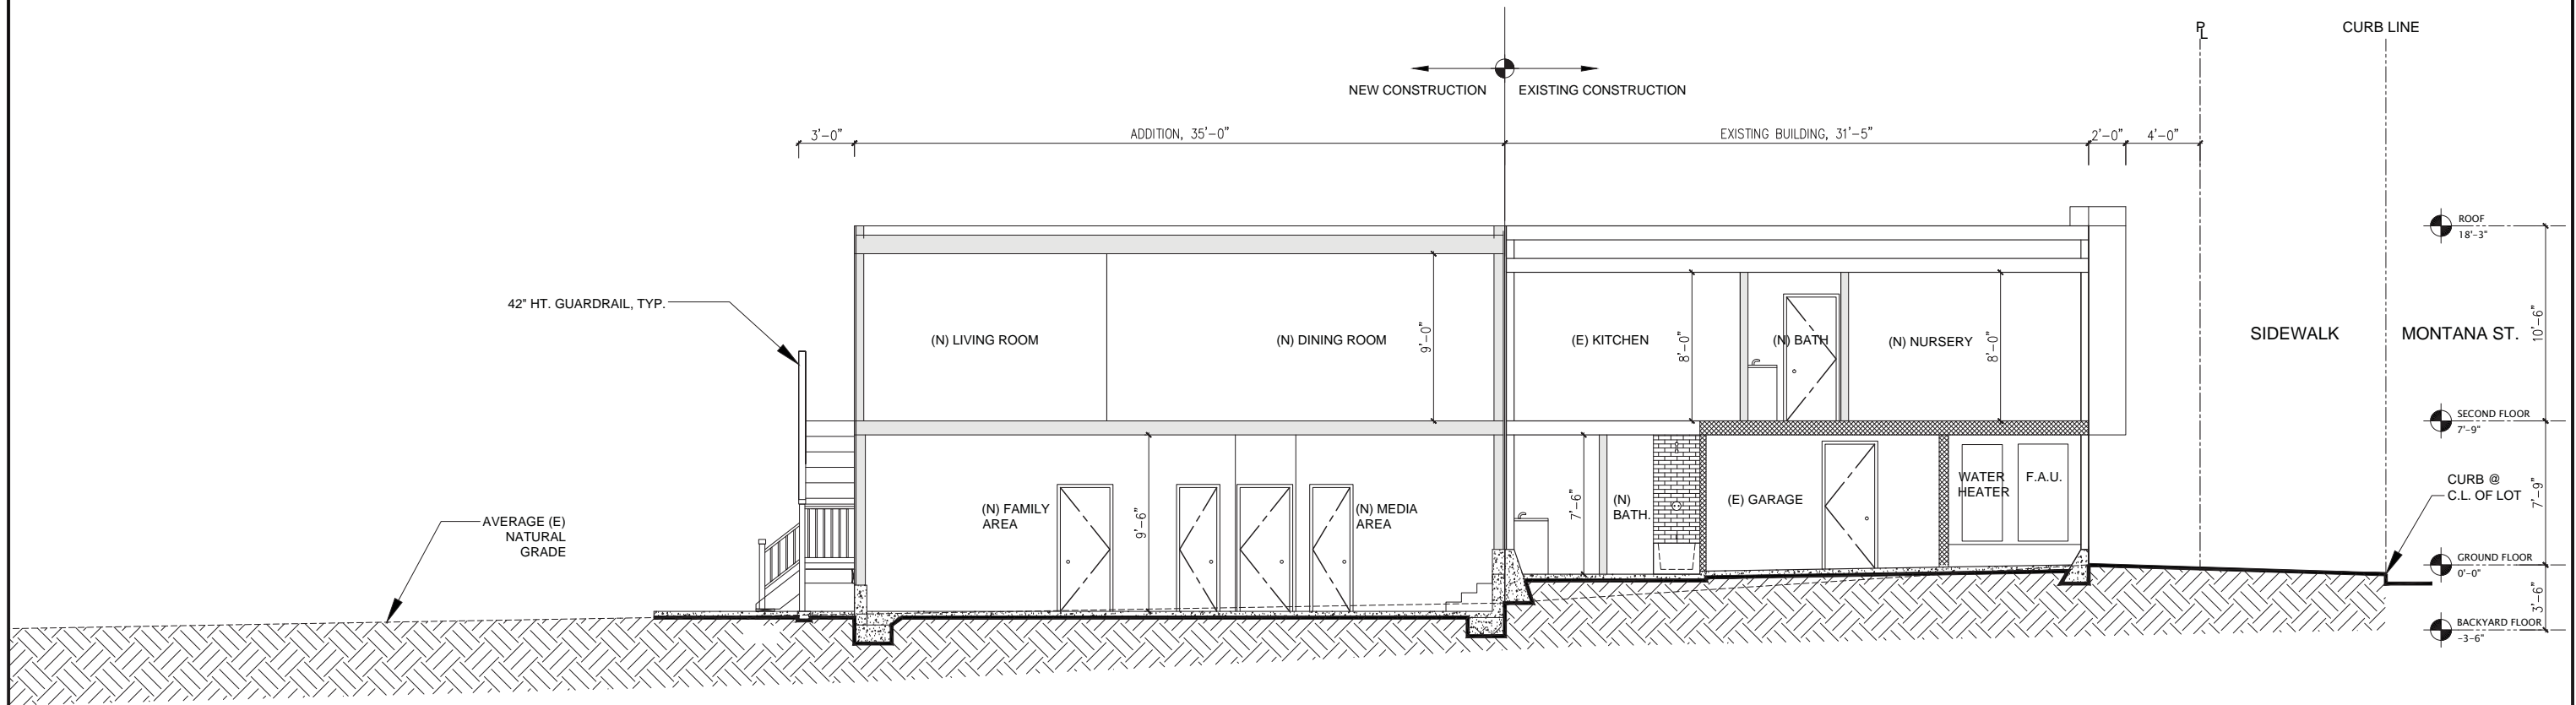 PL
CURB LINE
NEW CONSTRUCTION
EXISTING CONSTRUCTION
3'-0"
ADDITION, 35'-0"
EXISTING BUILDING, 31'-5"
2'-0"
4'-0"
ROOF
18'-3"
42" HT. GUARDRAIL, TYP.
(N) LIVING ROOM
(N) DINING ROOM
9'-0"
(E) KITCHEN
8'-0"
(N) BATH
(N) NURSERY
8'-0"
SIDEWALK
MONTANA ST.
10'-6"
SECOND FLOOR
7'-9"
AVERAGE (E)
NATURAL
GRADE
(N) FAMILY
AREA
9'-6"
(N) MEDIA
AREA
7'-6"
(N)
BATH.
(E) GARAGE
WATER
HEATER
F.A.U.
CURB @
C.L. OF LOT
7'-9"
GROUND FLOOR
0'-0"
3'-6"
BACKYARD FLOOR
-3-6"